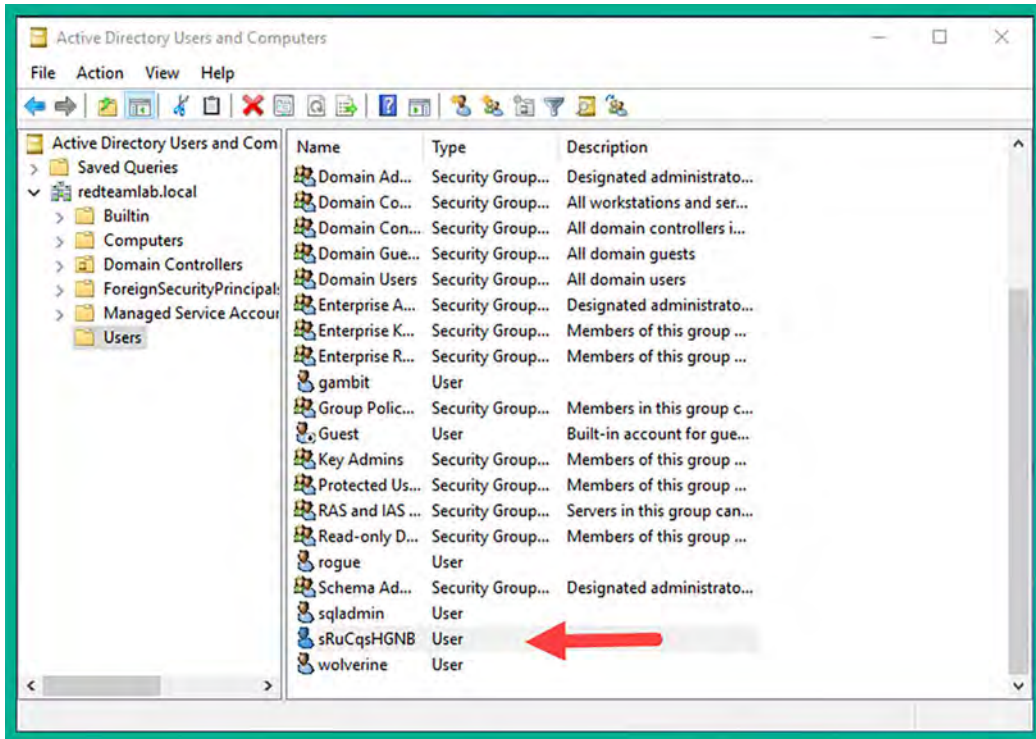 Active Directory Users and Computers
File Action View Help
Active Directory Users and Com
Saved Queries
redteamlab.local
Builtin
Computers
Domain Controllers
ForeignSecurityPrincipals
Managed Service Accour
Users
Name Type Description
Domain Ad... Security Group... Designated administrato...
Domain Co... Security Group... All workstations and ser...
Domain Con... Security Group... All domain controllers i...
Domain Gue... Security Group... All domain guests
Domain Users Security Group... All domain users
Enterprise A... Security Group... Designated administrato...
Enterprise K... Security Group... Members of this group ...
Enterprise R... Security Group... Members of this group ...
gambit User
Group Polic... Security Group... Members in this group c...
Guest User Built-in account for gue...
Key Admins Security Group... Members of this group ...
Protected Us... Security Group... Members of this group ...
RAS and IAS ... Security Group... Servers in this group can...
Read-only D... Security Group... Members of this group ...
rogue User
Schema Ad... Security Group... Designated administrato...
sqladmin User
sRuCqsHGNB User
wolverine User